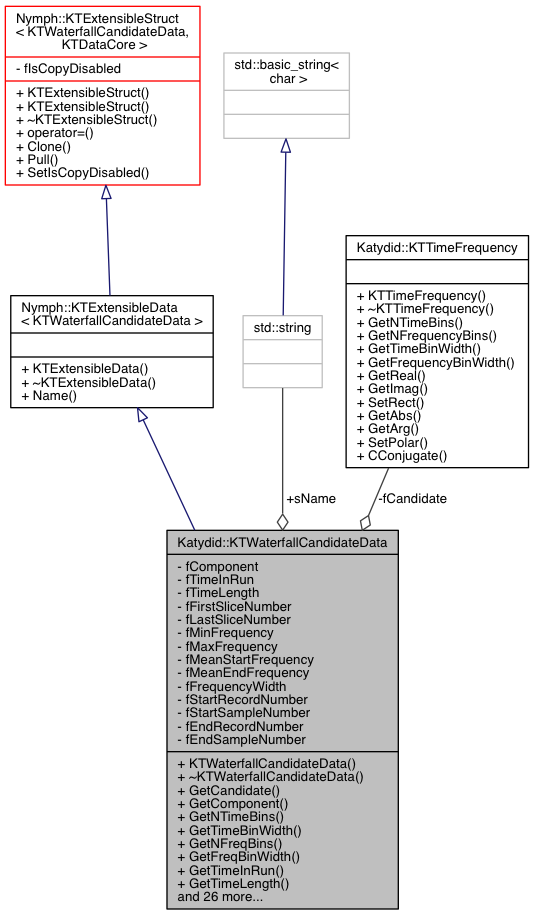 Nymph::KTExtensibleStruct
< KTWaterfallCandidateData,
KTDataCore >
- fIsCopyDisabled
+ KTExtensibleStruct()
+ KTExtensibleStruct()
+ ~KTExtensibleStruct()
+ operator=()
+ Clone()
+ Pull()
+ SetIsCopyDisabled()
std::basic_string<
char >
Katydid::KTTimeFrequency
+ KTTimeFrequency()
+ ~KTTimeFrequency()
+ GetNTimeBins()
+ GetNFrequencyBins()
+ GetTimeBinWidth()
+ GetFrequencyBinWidth()
+ GetReal()
+ GetImag()
+ SetRect()
+ GetAbs()
+ GetArg()
+ SetPolar()
+ CConjugate()
Nymph::KTExtensibleData
< KTWaterfallCandidateData >
+ KTExtensibleData()
+ ~KTExtensibleData()
+ Name()
std::string
+sName
-fCandidate
Katydid::KTWaterfallCandidateData
- fComponent
- fTimeInRun
- fTimeLength
- fFirstSliceNumber
- fLastSliceNumber
- fMinFrequency
- fMaxFrequency
- fMeanStartFrequency
- fMeanEndFrequency
- fFrequencyWidth
- fStartRecordNumber
- fStartSampleNumber
- fEndRecordNumber
- fEndSampleNumber
+ KTWaterfallCandidateData()
+ ~KTWaterfallCandidateData()
+ GetCandidate()
+ GetComponent()
+ GetNTimeBins()
+ GetTimeBinWidth()
+ GetNFreqBins()
+ GetFreqBinWidth()
+ GetTimeInRun()
+ GetTimeLength()
and 26 more...